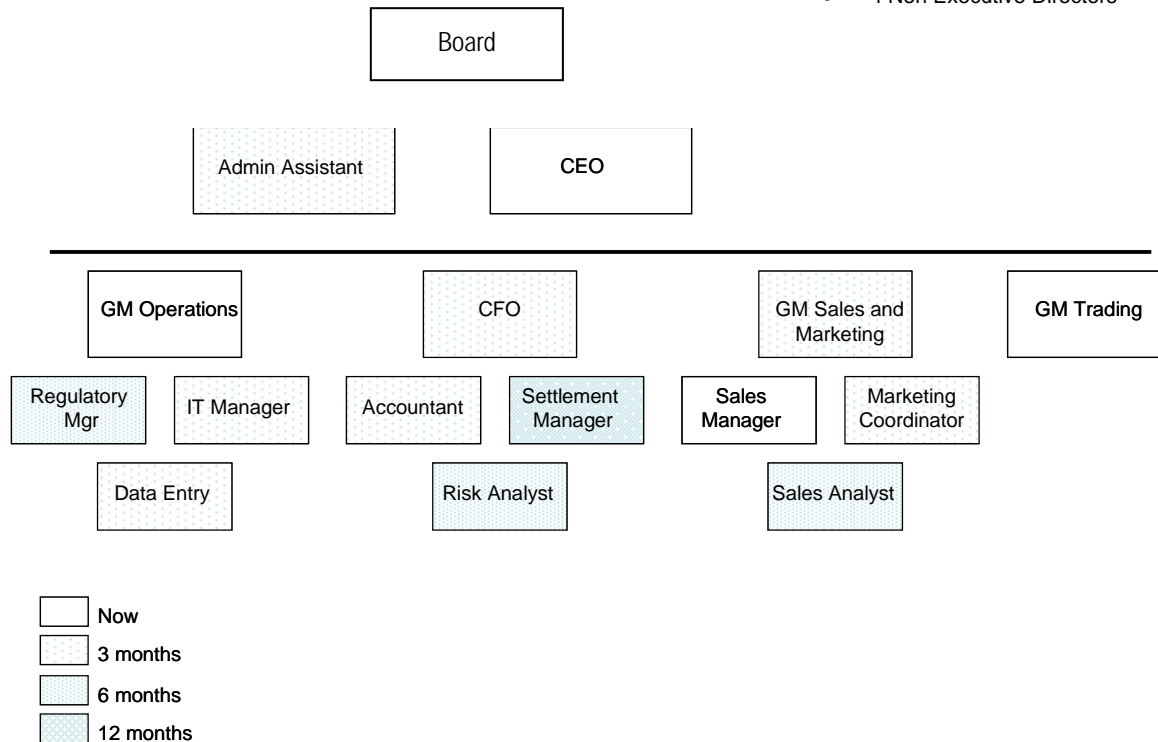 Non Executive Directors
Board
Admin Assistant
CEO
GM Operations
CFO
GM Sales and
Marketing
GM Trading
Regulatory
Mgr
IT Manager
Accountant
Settlement
Manager
Sales
Manager
Marketing
Coordinator
Data Entry
Risk Analyst
Sales Analyst
Now
3 months
6 months
12 months